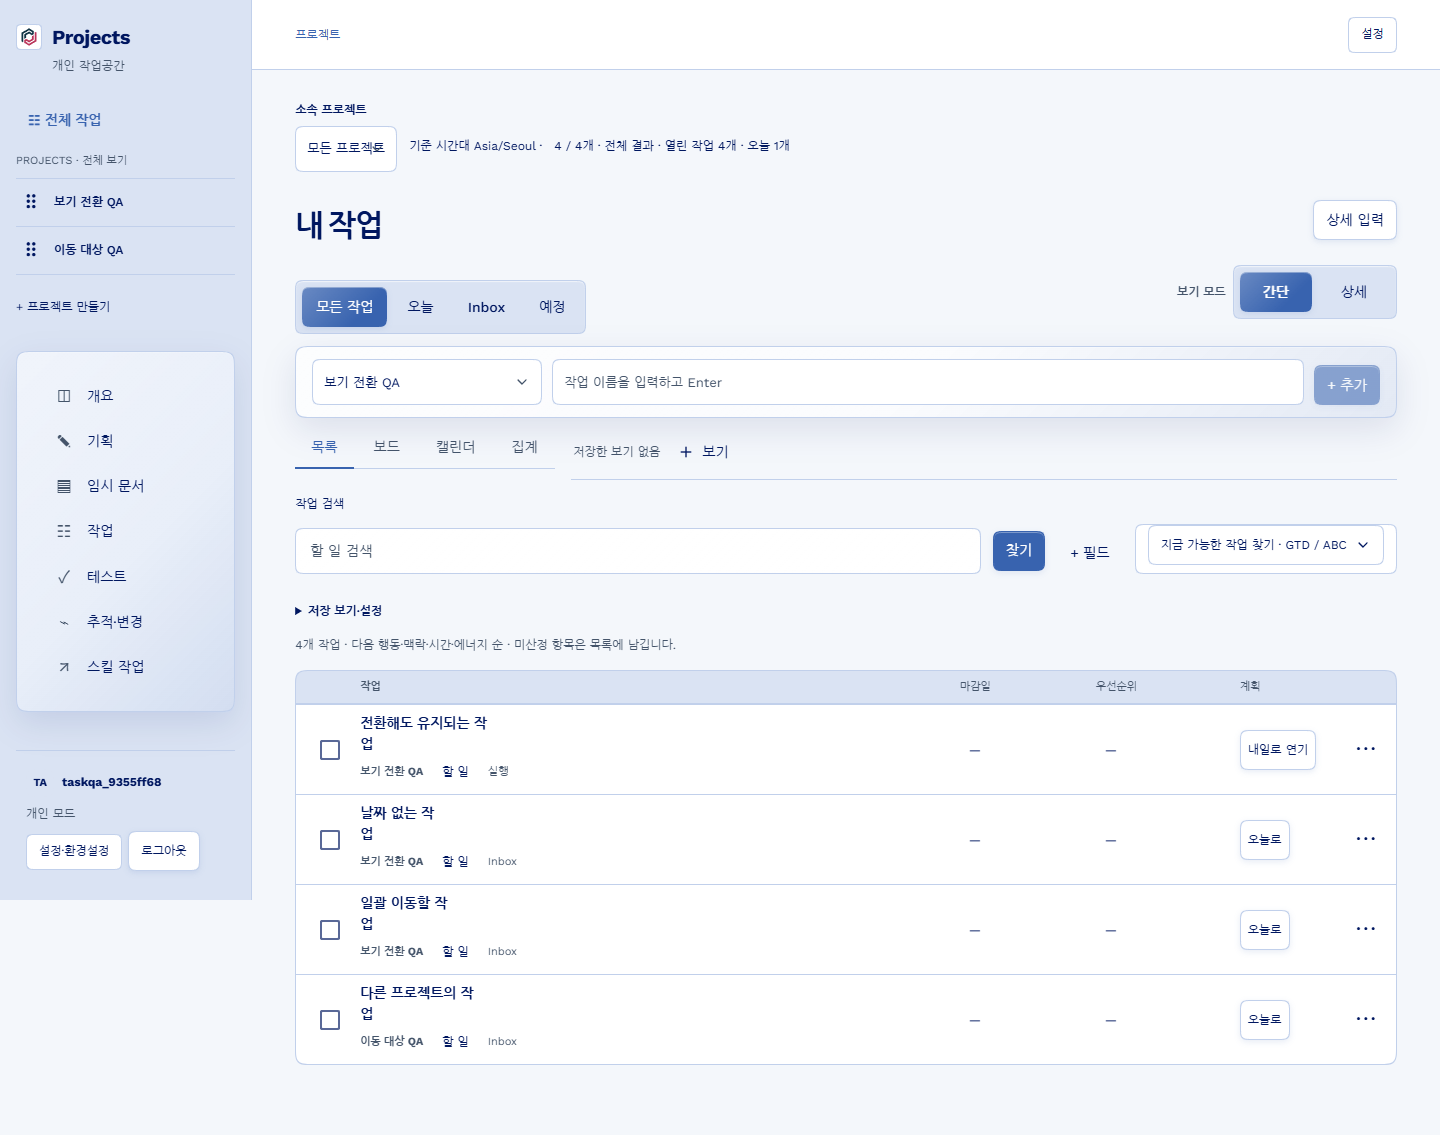 Projects
개인 작업공간
전체 작업
PROJECTS · 전체 보기
보기 전환 QA
이동 대상 QA
+ 프로젝트 만들기
개요
기획
임시 문서
작업
테스트
추적·변경
스킬 작업
TA taskqa_9355ff68
개인 모드
설정·환경설정 로그아웃
프로젝트
설정
소속 프로젝트
모든 프로젝트
기준 시간대 Asia/Seoul · 4 / 4개 · 전체 결과 · 열린 작업 4개 · 오늘 1개
내 작업
상세 입력
모든 작업 오늘 Inbox 예정
보기 모드 간단 상세
보기 전환 QA
작업 이름을 입력하고 Enter
+ 추가
목록 보드 캘린더 집계
저장한 보기 없음 + 보기
작업 검색
할 일 검색
찾기
+ 필드
지금 가능한 작업 찾기 · GTD / ABC
저장 보기·설정
4개 작업 · 다음 행동·맥락·시간·에너지 순 · 미산정 항목은 목록에 남깁니다.
작업 마감일 우선순위 계획
전환해도 유지되는 작
업
보기 전환 QA 할 일 실행
— — 내일로 연기 ···
날짜 없는 작
업
보기 전환 QA 할 일 Inbox
— — 오늘로 ···
일괄 이동할 작
업
보기 전환 QA 할 일 Inbox
— — 오늘로 ···
다른 프로젝트의 작
업
이동 대상 QA 할 일 Inbox
— — 오늘로 ···